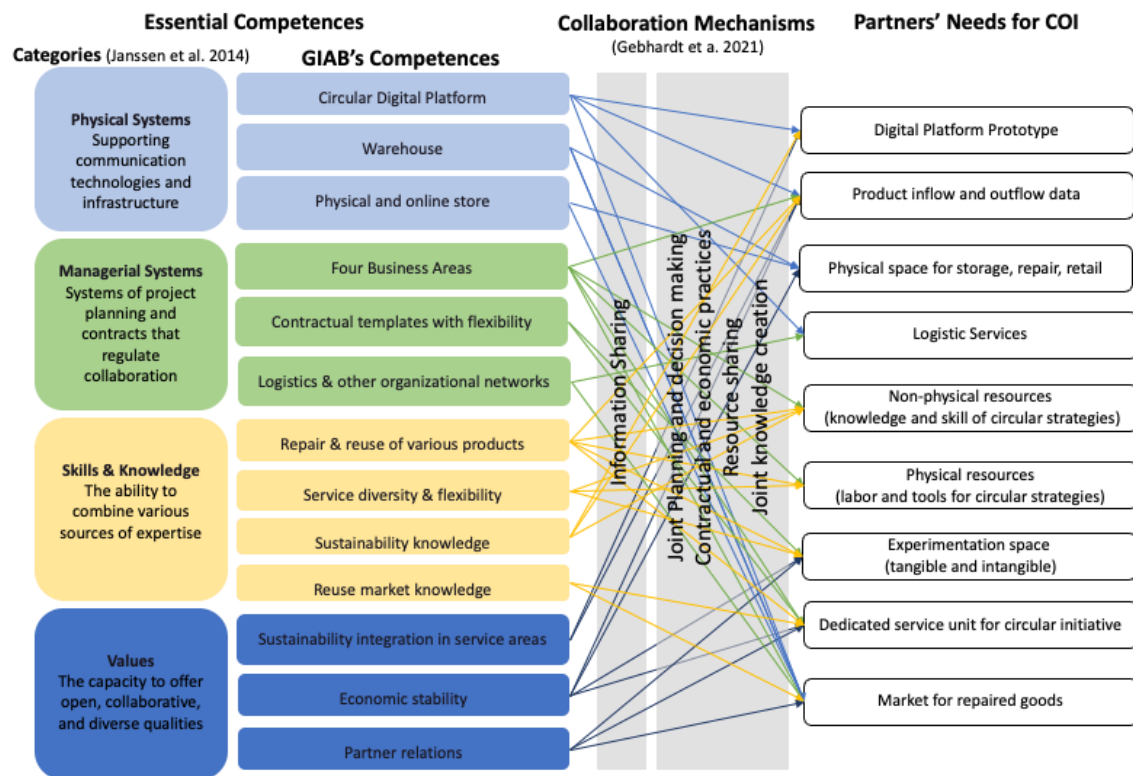 Essential Competences
Collaboration Mechanisms
(Gebhardt et a. 2021)
Partners' Needs for COI
Categories (Janssen et al. 2014)
GIAB's Competences
Physical Systems
Supporting
communication
technologies and
infrastructure
Managerial Systems
Systems of project
planning and
contracts that
regulate
collaboration
Skills & Knowledge
The ability to
combine various
sources of expertise
Values
The capacity to offer
open, collaborative,
and diverse qualities
Circular Digital Platform
Warehouse
Physical and online store
Four Business Areas
Contractual templates with flexibility
Logistics & other organizational networks
Repair & reuse of various products
Service diversity & flexibility
Sustainability knowledge
Reuse market knowledge
Sustainability integration in service areas
Economic stability
Partner relations
Information Sharing
Joint Planning and decision making
Contractual and economic practices
Resource sharing
Joint knowledge creation
Digital Platform Prototype
Product inflow and outflow data
Physical space for storage, repair, retail
Logistic Services
Non-physical resources
(knowledge and skill of circular strategies)
Physical resources
(labor and tools for circular strategies)
Experimentation space
(tangible and intangible)
Dedicated service unit for circular initiative
Market for repaired goods